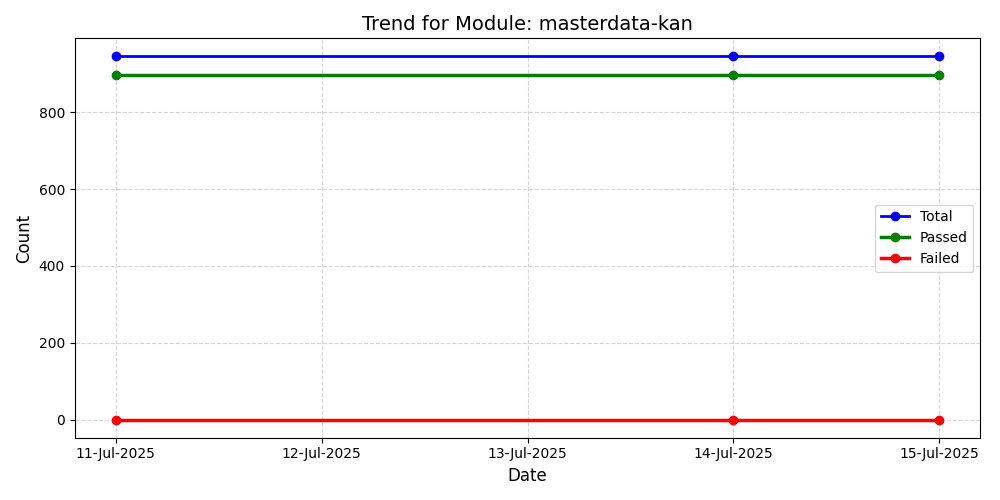 Trend for Module: masterdata-kan
800
600
400
200
0
Count
Total
Passed
Failed
11-Jul-2025
12-Jul-2025
13-Jul-2025
14-Jul-2025
15-Jul-2025
Date